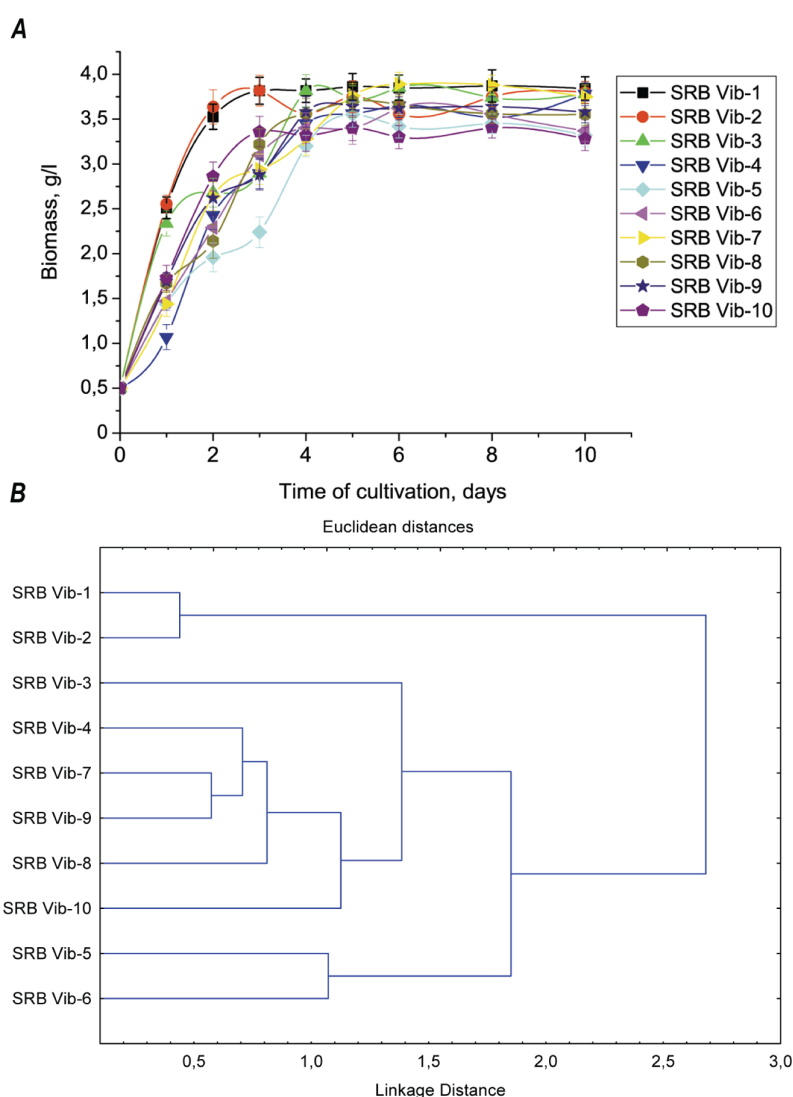 A
4,0
3,5
3,0
2,5
2,0
1,5
1,0
0,5
0
Biomass, g/l
0 2 4 6 8 10
Time of cultivation, days
SRB Vib-1
SRB Vib-2
SRB Vib-3
SRB Vib-4
SRB Vib-5
SRB Vib-6
SRB Vib-7
SRB Vib-8
SRB Vib-9
SRB Vib-10
B
Euclidean distances
SRB Vib-1
SRB Vib-2
SRB Vib-3
SRB Vib-4
SRB Vib-7
SRB Vib-9
SRB Vib-8
SRB Vib-10
SRB Vib-5
SRB Vib-6
0,5 1,0 1,5 2,0 2,5 3,0
Linkage Distance